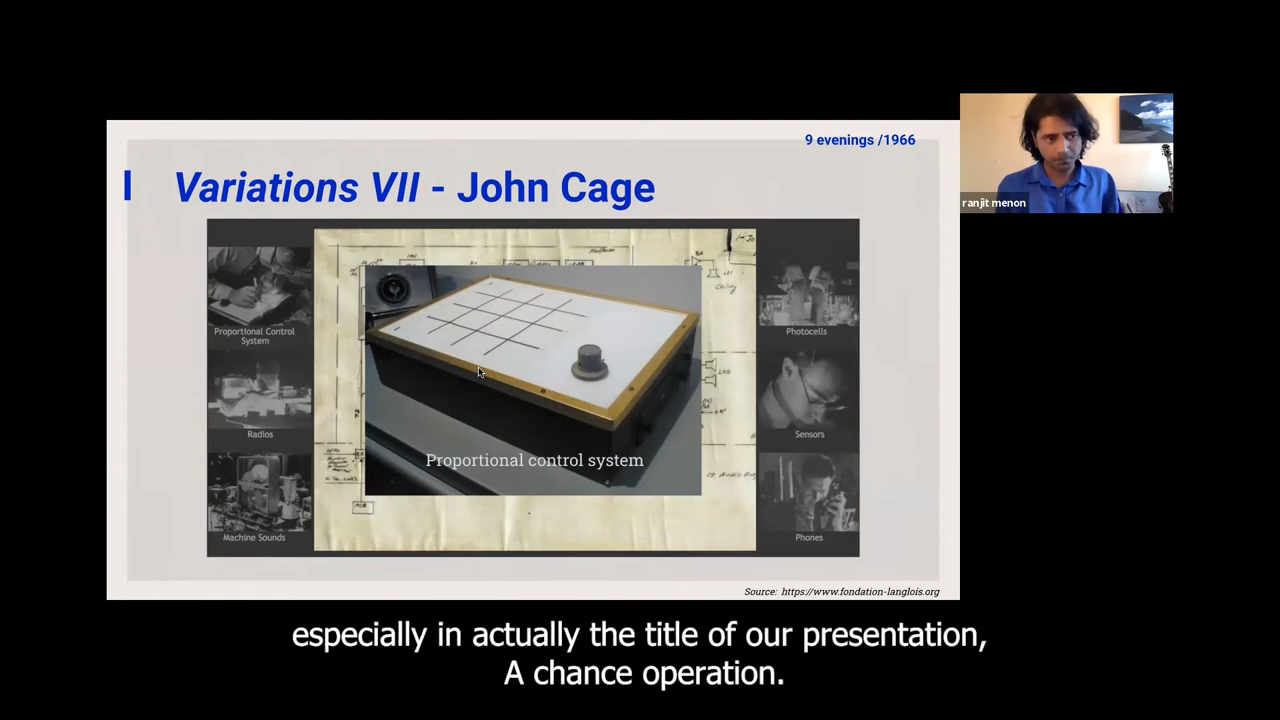 9 evenings /1966
Variations VII - John Cage
ranjit menon
Proportional Control
System
Radios
Machine Sounds
Ceiling
Proportional control system
Photocells
Sensors
Phones
Source: https://www.fondation-langlois.org
especially in actually the title of our presentation,
A chance operation.